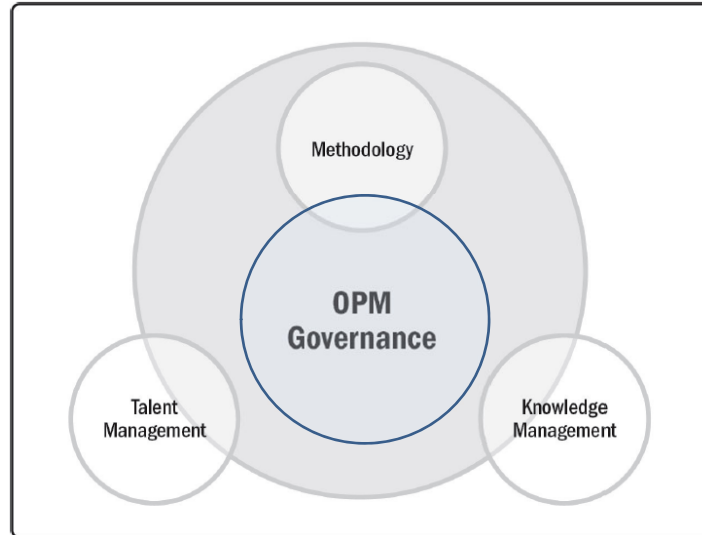 Methodology
OPM
Governance
Talent
Management
Knowledge
Management